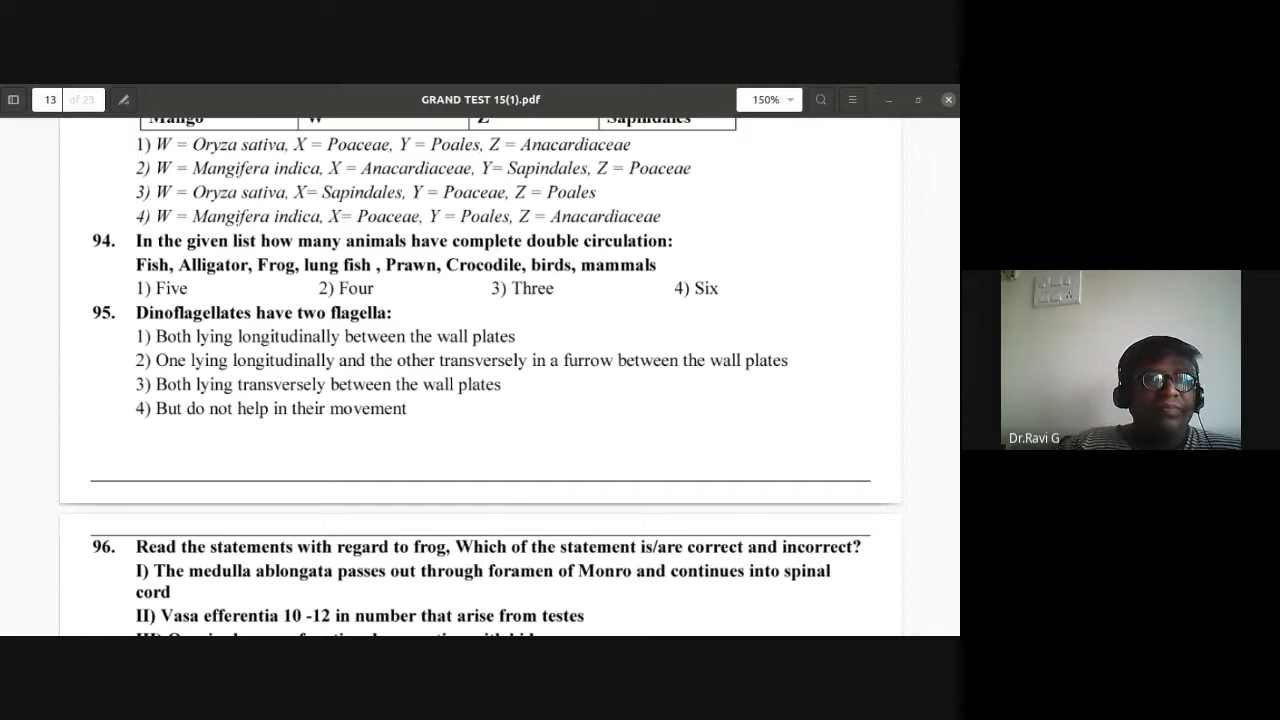 13 of 23
GRAND TEST 15(1).pdf
150%
Mango W Z Sapindales
1) W = Oryza sativa, X = Poaceae, Y = Poales, Z = Anacardiaceae
2) W = Mangifera indica, X = Anacardiaceae, Y= Sapindales, Z = Poaceae
3) W = Oryza sativa, X= Sapindales, Y = Poaceae, Z = Poales
4) W = Mangifera indica, X= Poaceae, Y = Poales, Z = Anacardiaceae
94. In the given list how many animals have complete double circulation:
Fish, Alligator, Frog, lung fish , Prawn, Crocodile, birds, mammals
1) Five 2) Four 3) Three 4) Six
95. Dinoflagellates have two flagella:
1) Both lying longitudinally between the wall plates
2) One lying longitudinally and the other transversely in a furrow between the wall plates
3) Both lying transversely between the wall plates
4) But do not help in their movement
96. Read the statements with regard to frog, Which of the statement is/are correct and incorrect?
I) The medulla ablongata passes out through foramen of Monro and continues into spinal
cord
II) Vasa efferentia 10 -12 in number that arise from testes
Dr.Ravi G